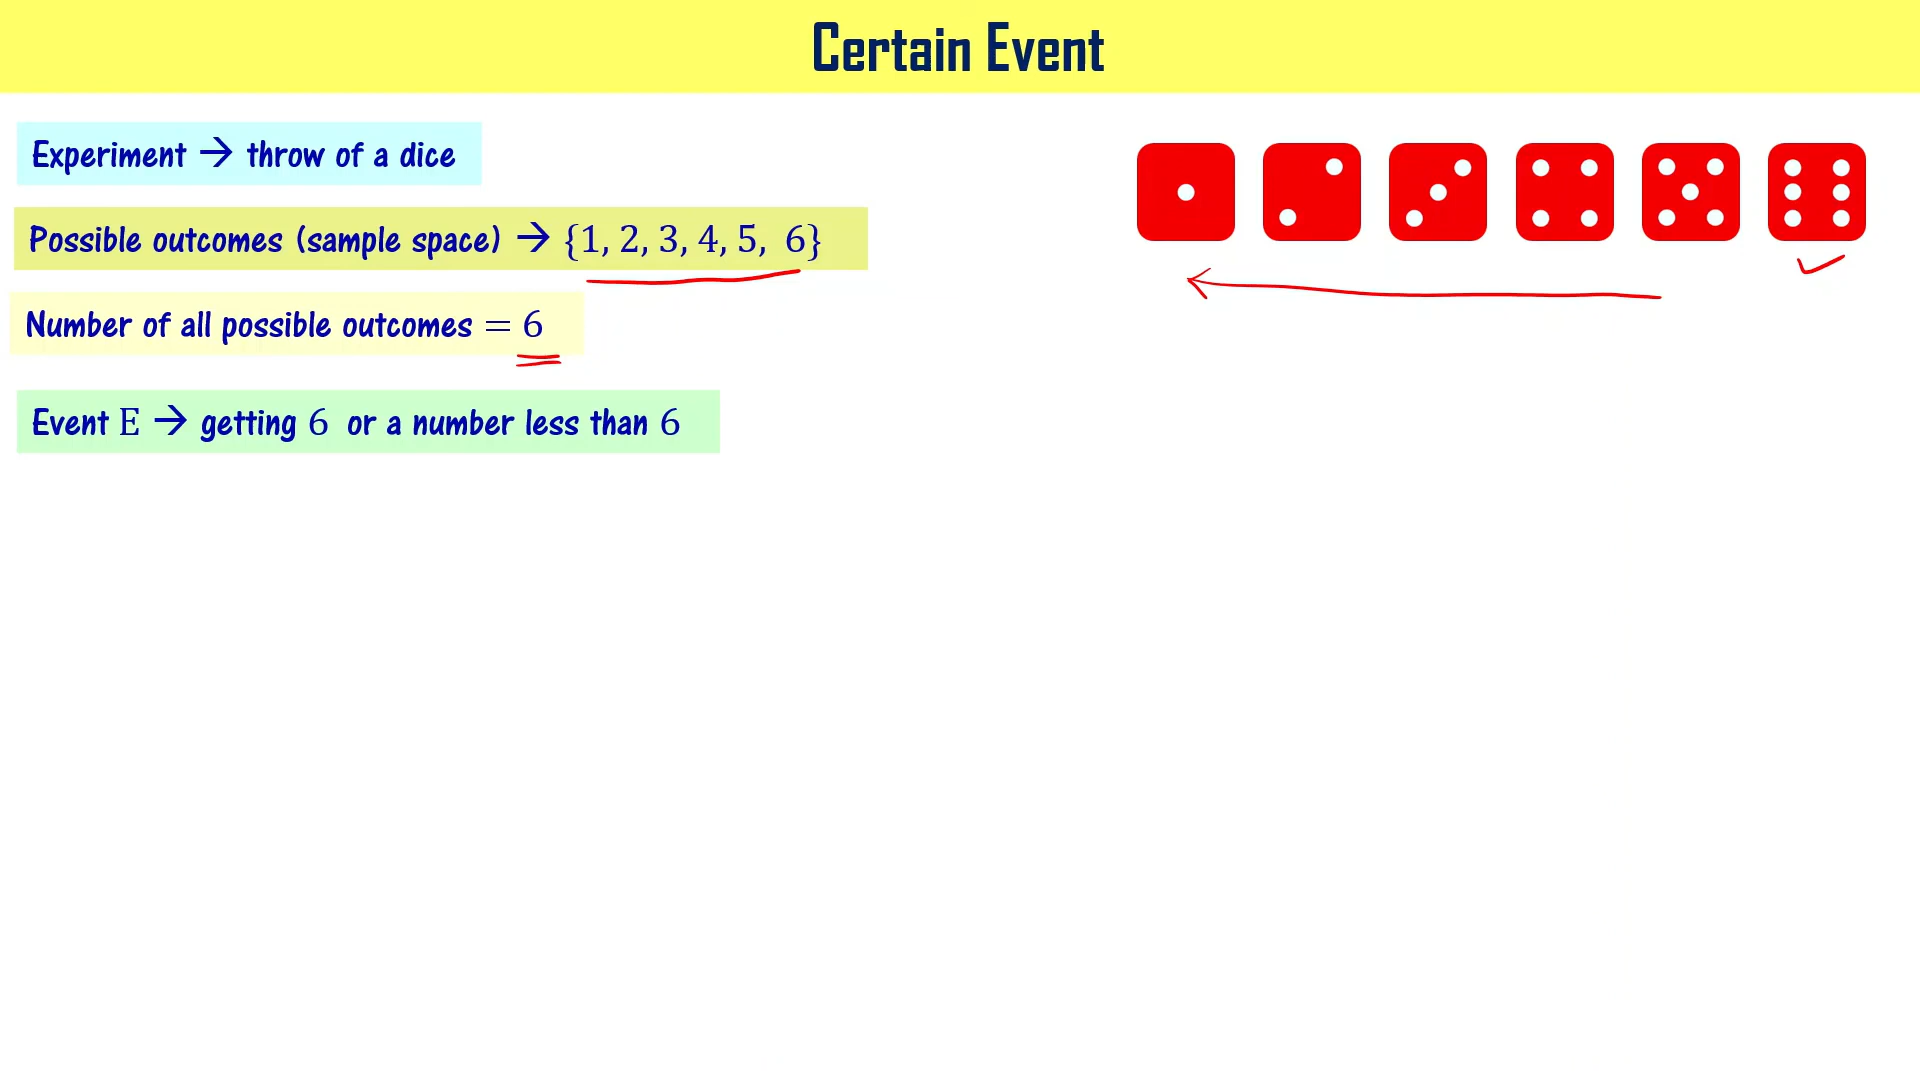 Certain Event
Experiment → throw of a dice
Possible outcomes (sample space) → {1, 2, 3, 4, 5, 6}
Number of all possible outcomes = 6
Event E → getting 6 or a number less than 6